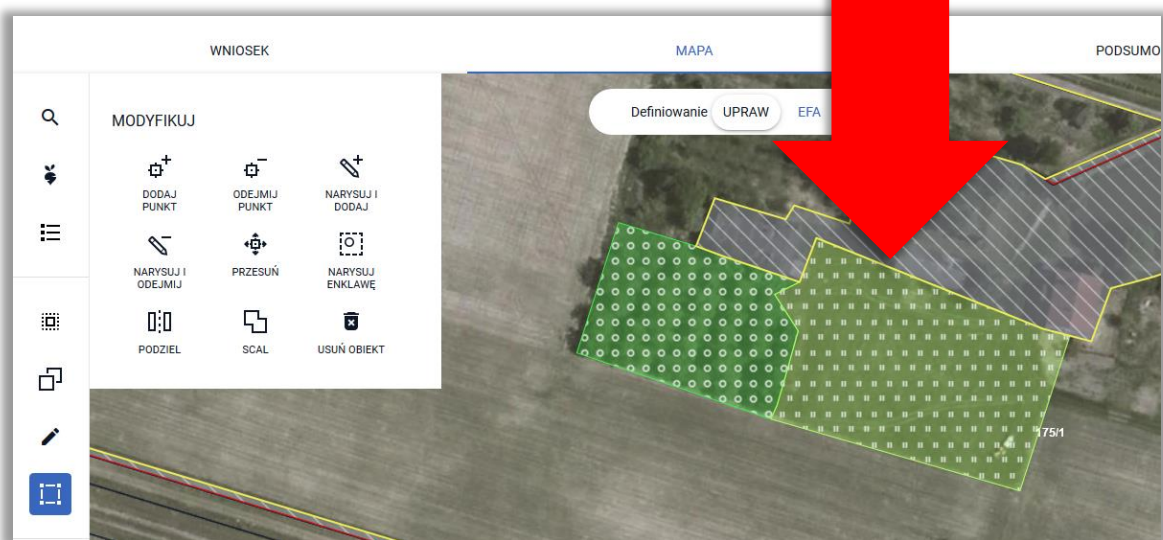 WNIOSEK
MAPA
PODSUMO
MODYFIKUJ
Definiowanie UPRAW EFA
DODAJ
PUNKT
ODEJMIJ
PUNKT
NARYSUJ I
DODAJ
NARYSUJ I
ODEJMIJ
PRZESUŃ
NARYSUJ
ENKLAWĘ
PODZIEL
SCAL
USUŃ OBIEKT
175/1